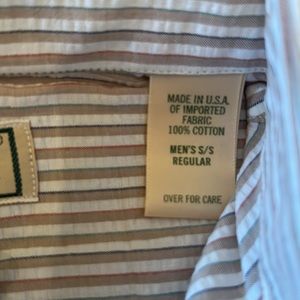 MADE IN U.S.A.
OF IMPORTED
FABRIC
100% COTTON
MEN'S S/S
REGULAR
OVER FOR CARE